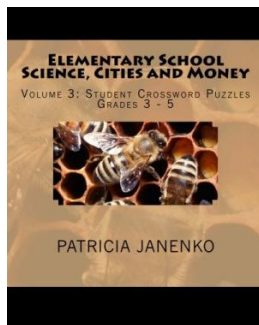 Elementary School
Science, Cities and Money
Volume 3: Student Crossword Puzzles
Grades 3 - 5
PATRICIA JANENKO